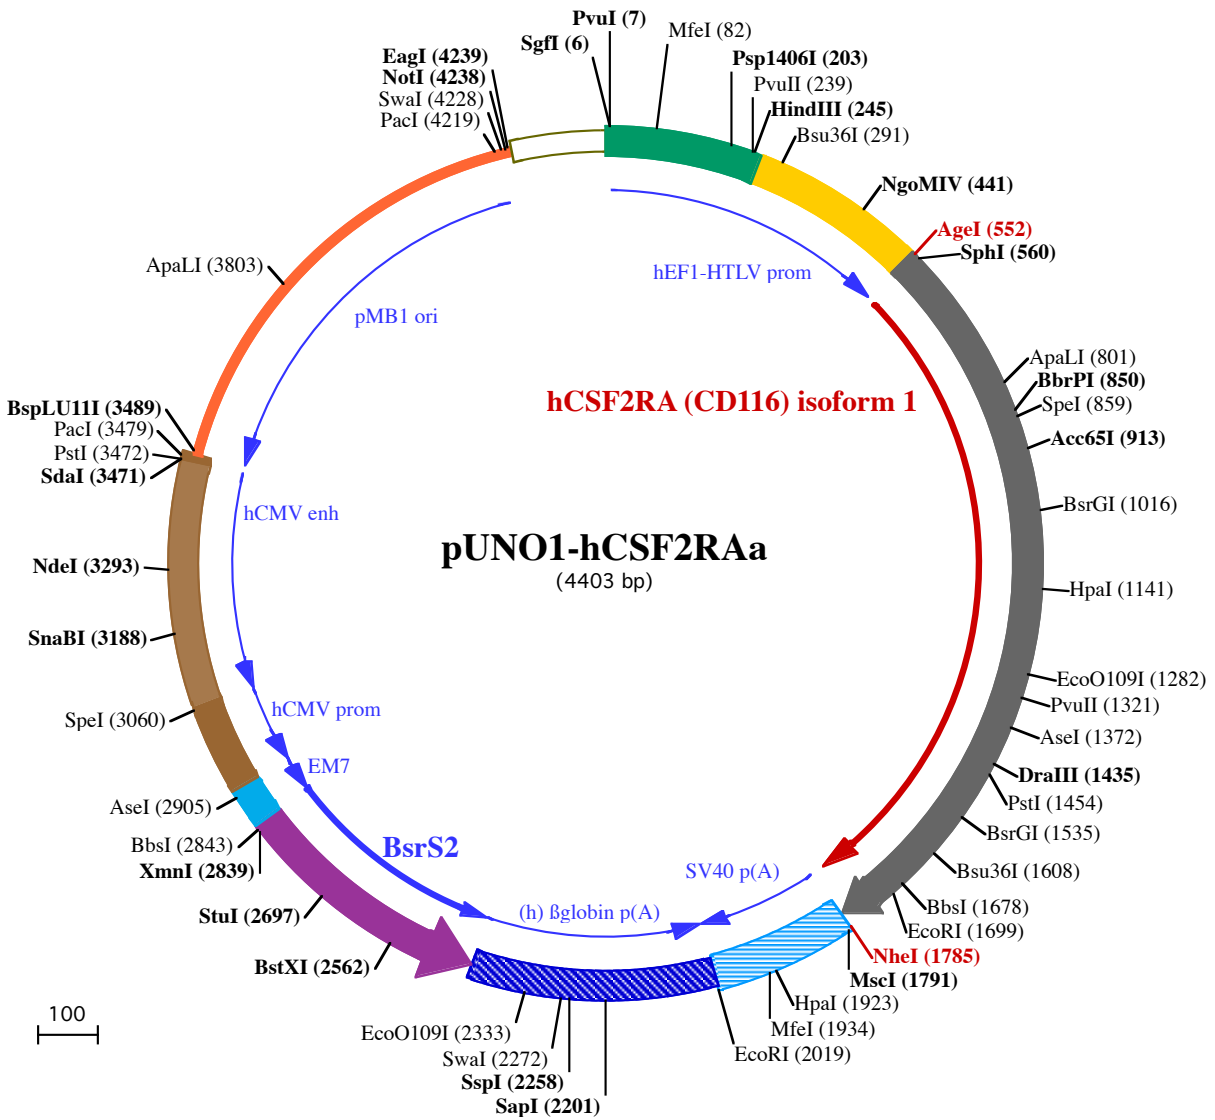 PvuI (7)
SgfI (6)
MfeI (82)
Psp1406I (203)
PvuII (239)
HindIII (245)
Bsu36I (291)
NgoMIV (441)
AgeI (552)
SphI (560)
ApaLI (801)
BbrPI (850)
SpeI (859)
Acc65I (913)
BsrGI (1016)
HpaI (1141)
EcoO109I (1282)
PvuII (1321)
AseI (1372)
DraIII (1435)
PstI (1454)
BsrGI (1535)
Bsu36I (1608)
BbsI (1678)
EcoRI (1699)
NheI (1785)
MscI (1791)
HpaI (1923)
MfeI (1934)
EcoRI (2019)
SapI (2201)
SspI (2258)
SwaI (2272)
EcoO109I (2333)
BstXI (2562)
StuI (2697)
XmnI (2839)
BbsI (2843)
AseI (2905)
SpeI (3060)
SnaBI (3188)
NdeI (3293)
SdaI (3471)
PstI (3472)
PacI (3479)
BspLU11I (3489)
ApaLI (3803)
PacI (4219)
SwaI (4228)
NotI (4238)
EagI (4239)
hEF1-HTLV prom
hCSF2RA (CD116) isoform 1
SV40 p(A)
(h) ßglobin p(A)
BsrS2
EM7
hCMV prom
hCMV enh
pMB1 ori
pUNO1-hCSF2RAa
(4403 bp)
100